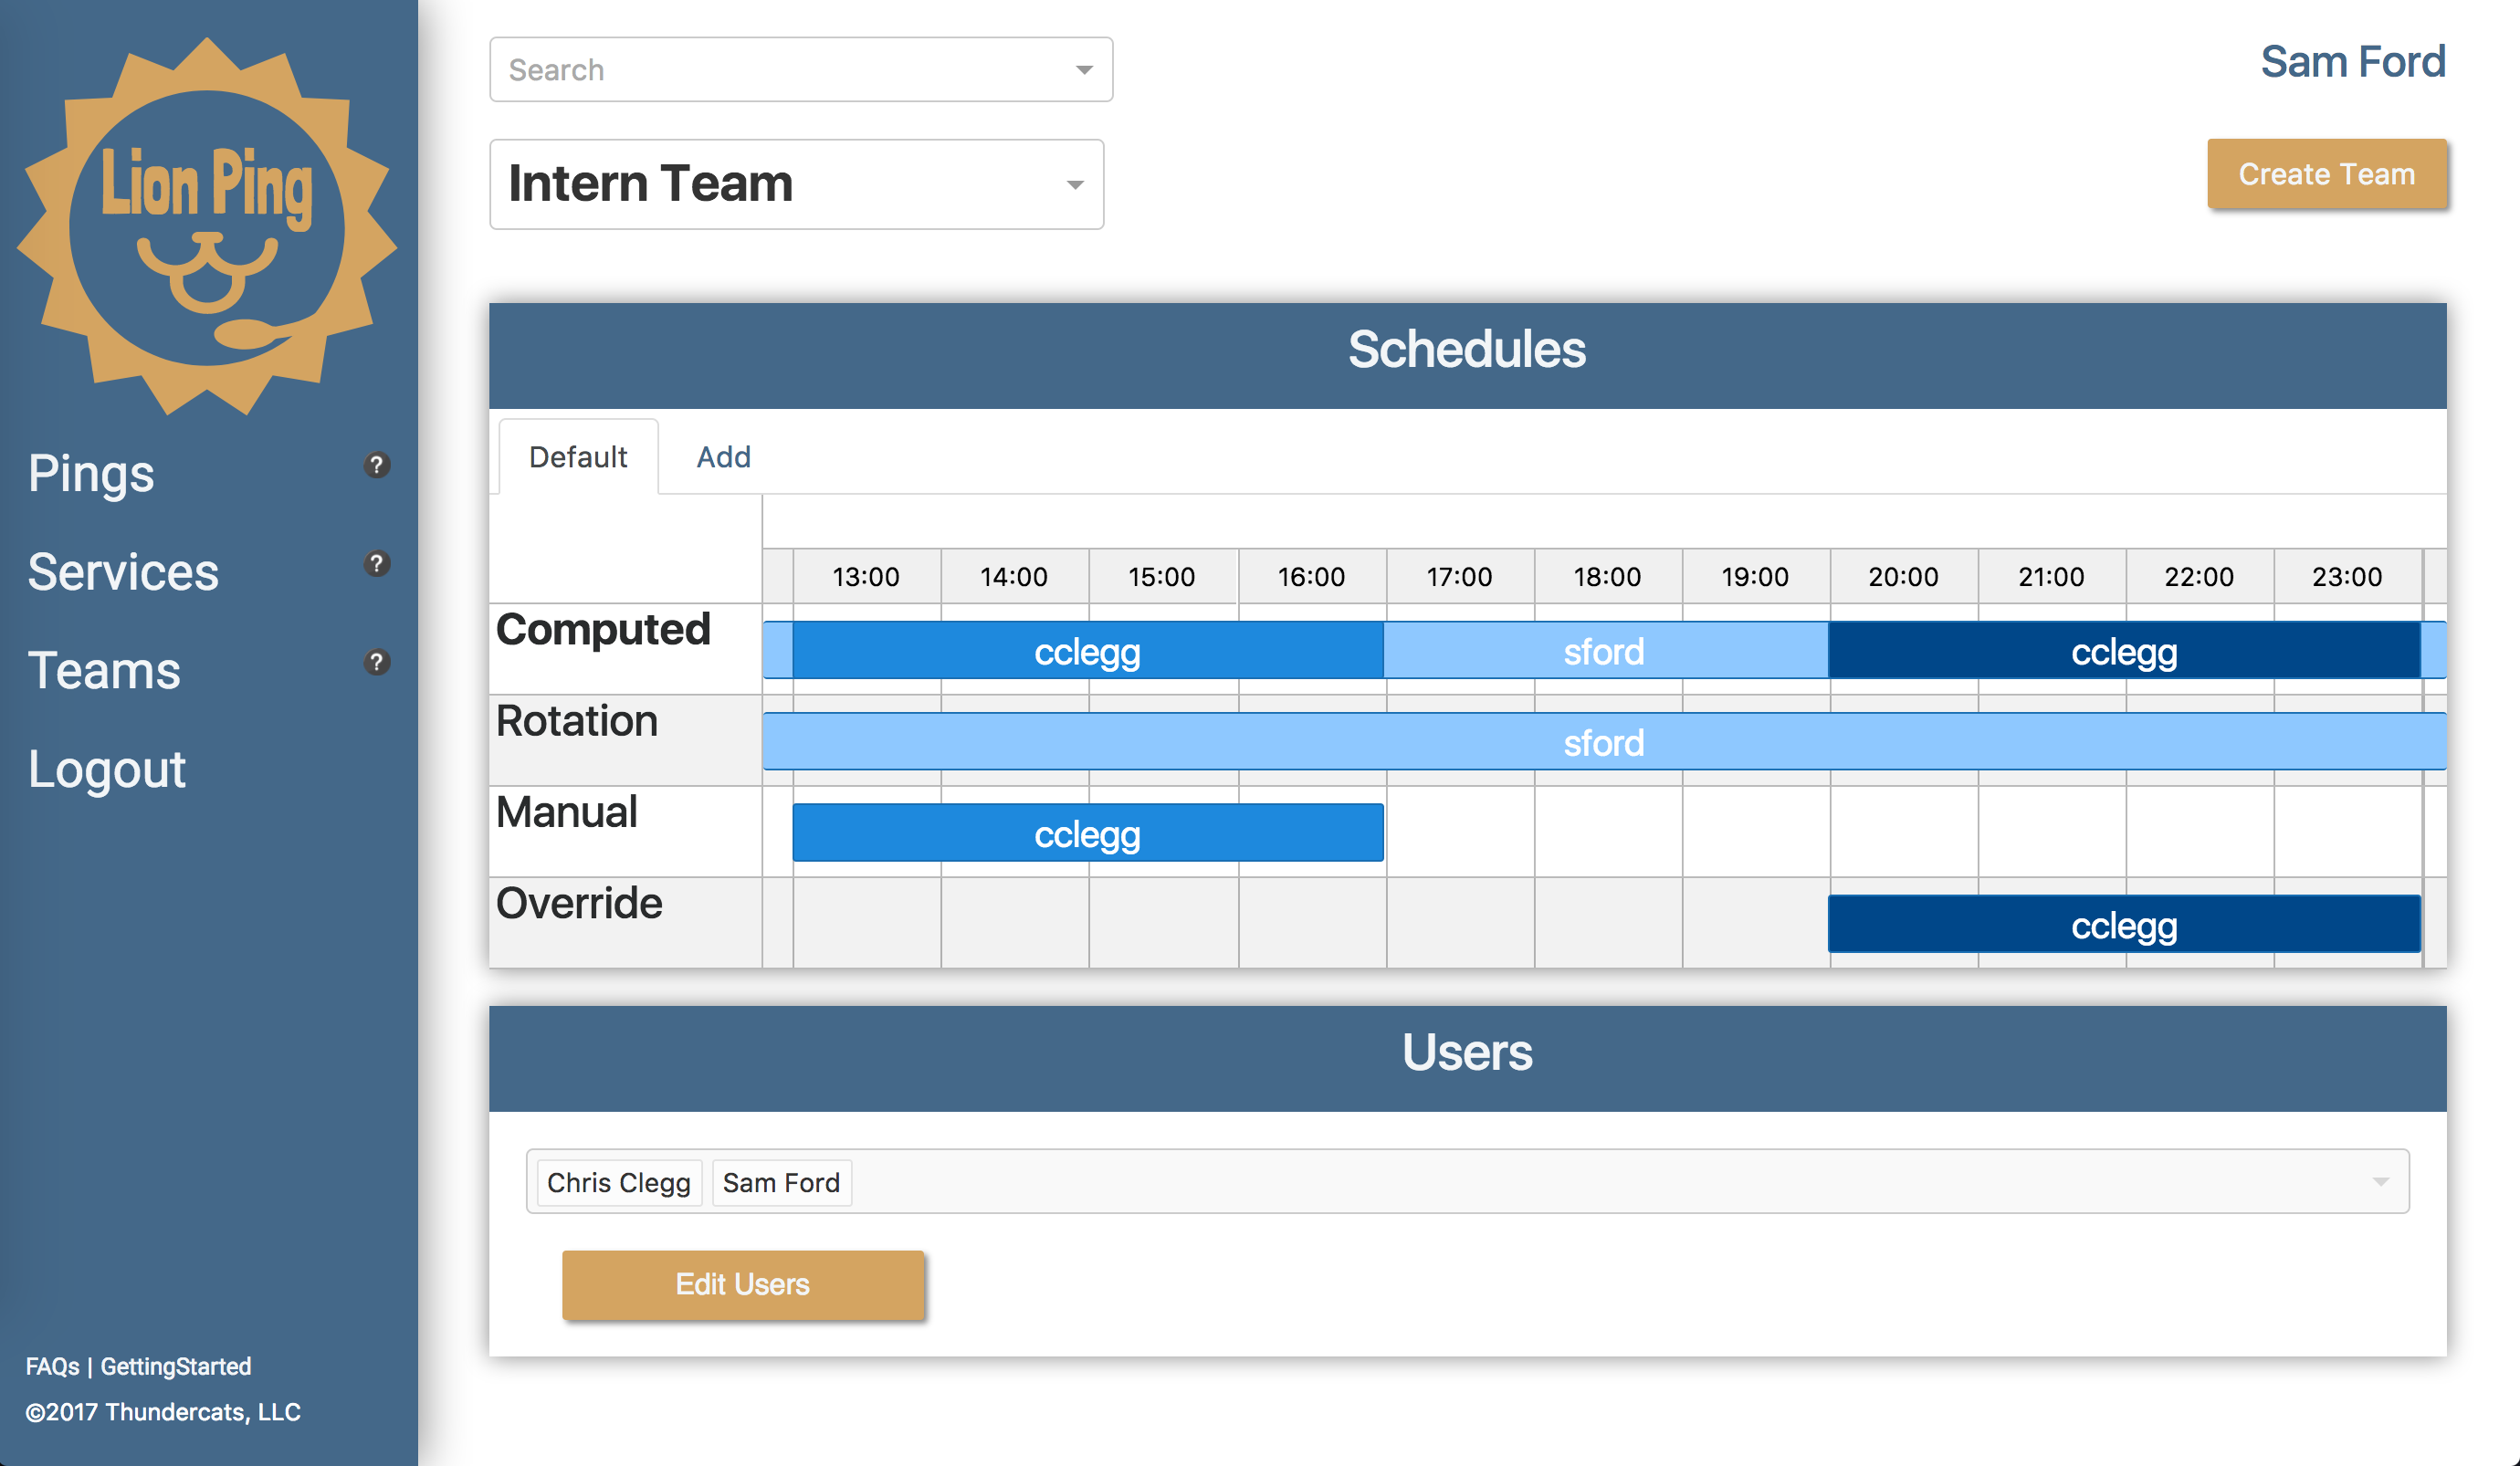 Lion Ping
Pings ?
Services ?
Teams ?
Logout
FAQs | GettingStarted
©2017 Thundercats, LLC
Search
Sam Ford
Intern Team
Create Team
Schedules
Default Add
13:00 14:00 15:00 16:00 17:00 18:00 19:00 20:00 21:00 22:00 23:00
Computed cclegg sford cclegg
Rotation sford
Manual cclegg
Override cclegg
Users
Chris Clegg Sam Ford
Edit Users